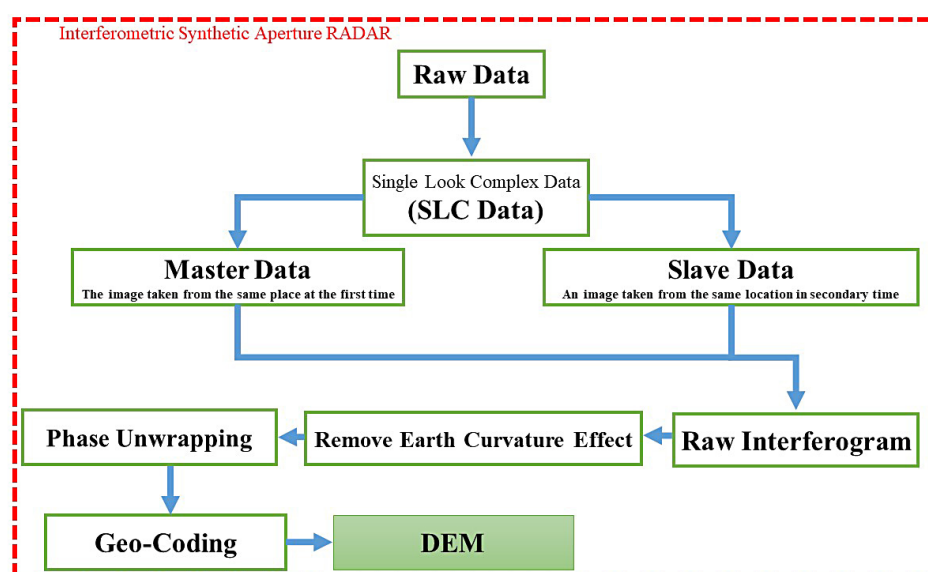 Interferometric Synthetic Aperture RADAR
Raw Data
Single Look Complex Data
(SLC Data)
Master Data
The image taken from the same place at the first time
Slave Data
An image taken from the same location in secondary time
Raw Interferogram
Remove Earth Curvature Effect
Phase Unwrapping
Geo-Coding
DEM